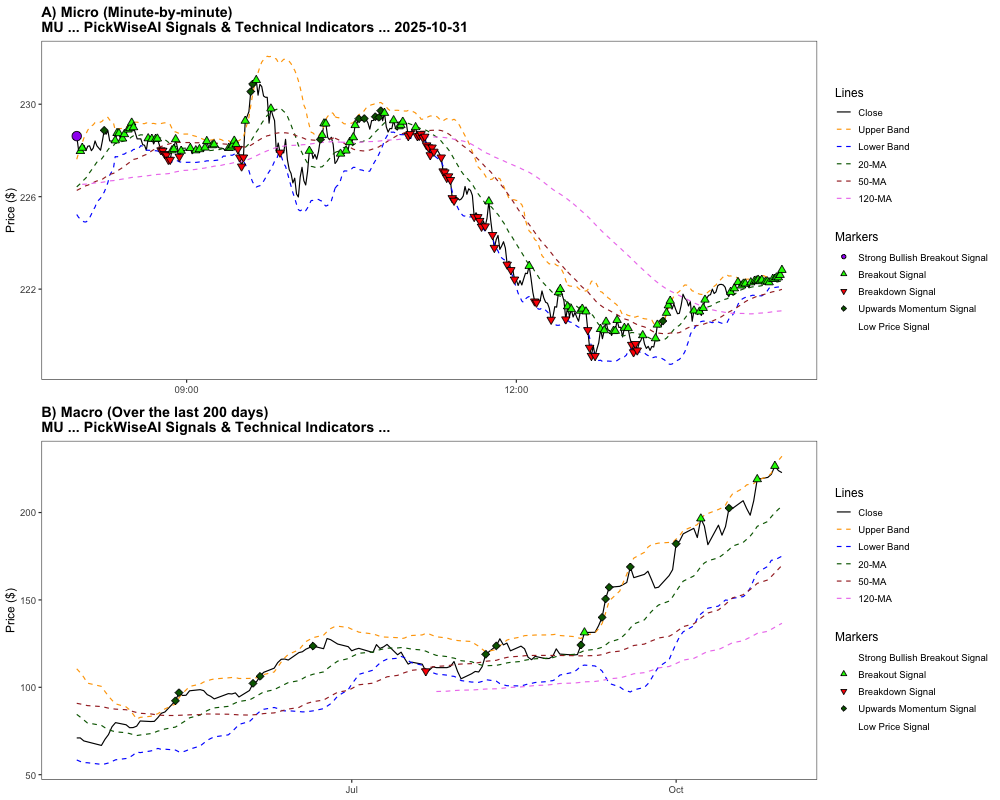 A) Micro (Minute-by-minute)
MU ... PickWiseAI Signals & Technical Indicators ... 2025-10-31
Price ($)
230
226
222
09:00
12:00
Lines
Close
Upper Band
Lower Band
20-MA
50-MA
120-MA
Markers
Strong Bullish Breakout Signal
Breakout Signal
Breakdown Signal
Upwards Momentum Signal
Low Price Signal
B) Macro (Over the last 200 days)
MU ... PickWiseAI Signals & Technical Indicators ...
Price ($)
200
150
100
50
Jul
Oct
Lines
Close
Upper Band
Lower Band
20-MA
50-MA
120-MA
Markers
Strong Bullish Breakout Signal
Breakout Signal
Breakdown Signal
Upwards Momentum Signal
Low Price Signal